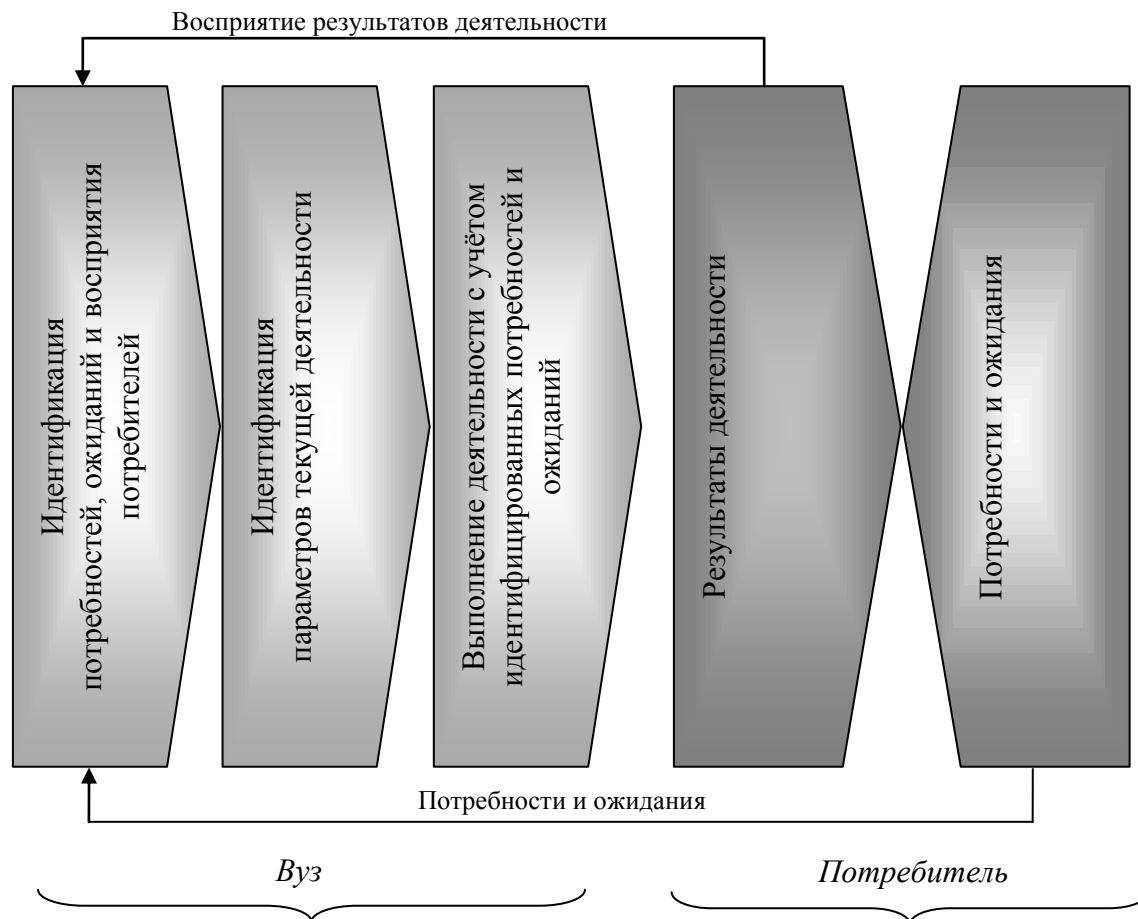 Восприятие результатов деятельности
Идентификация
потребностей, ожиданий и восприятия
потребителей
Идентификация
параметров текущей деятельности
Выполнение деятельности с учётом
идентифицированных потребностей и
ожиданий
Результаты деятельности
Потребности и ожидания
Потребности и ожидания
Вуз
Потребитель